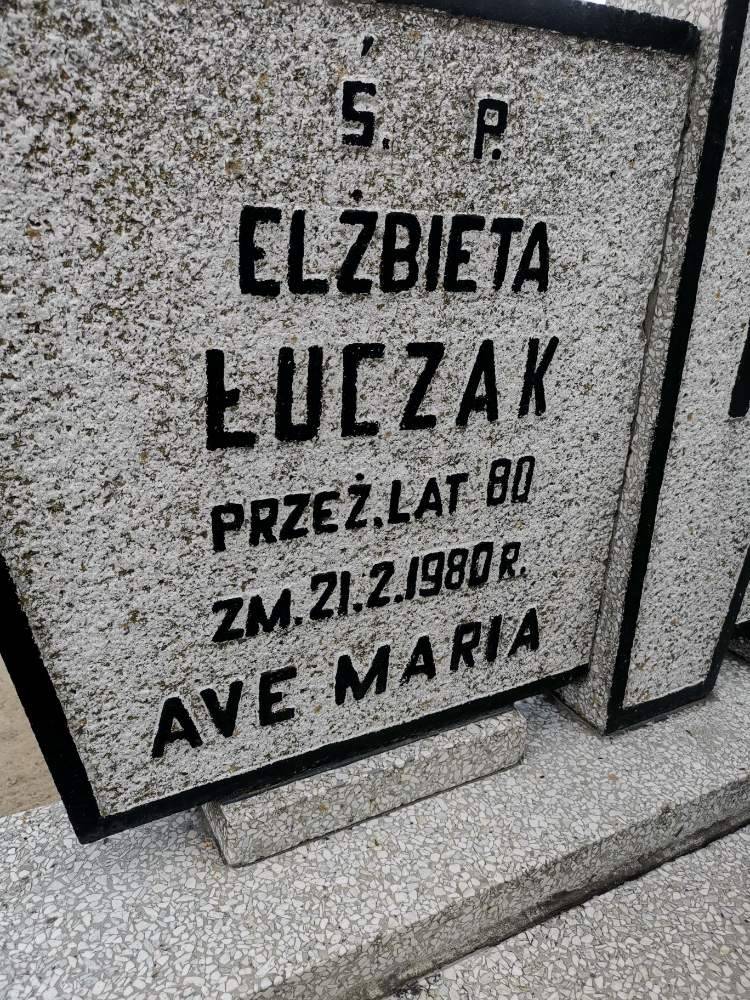 Ś. P.
ELŻBIETA
ŁUCZAK
PRZEŻ. LAT 80
ZM. 21.2.1980 R.
AVE MARIA